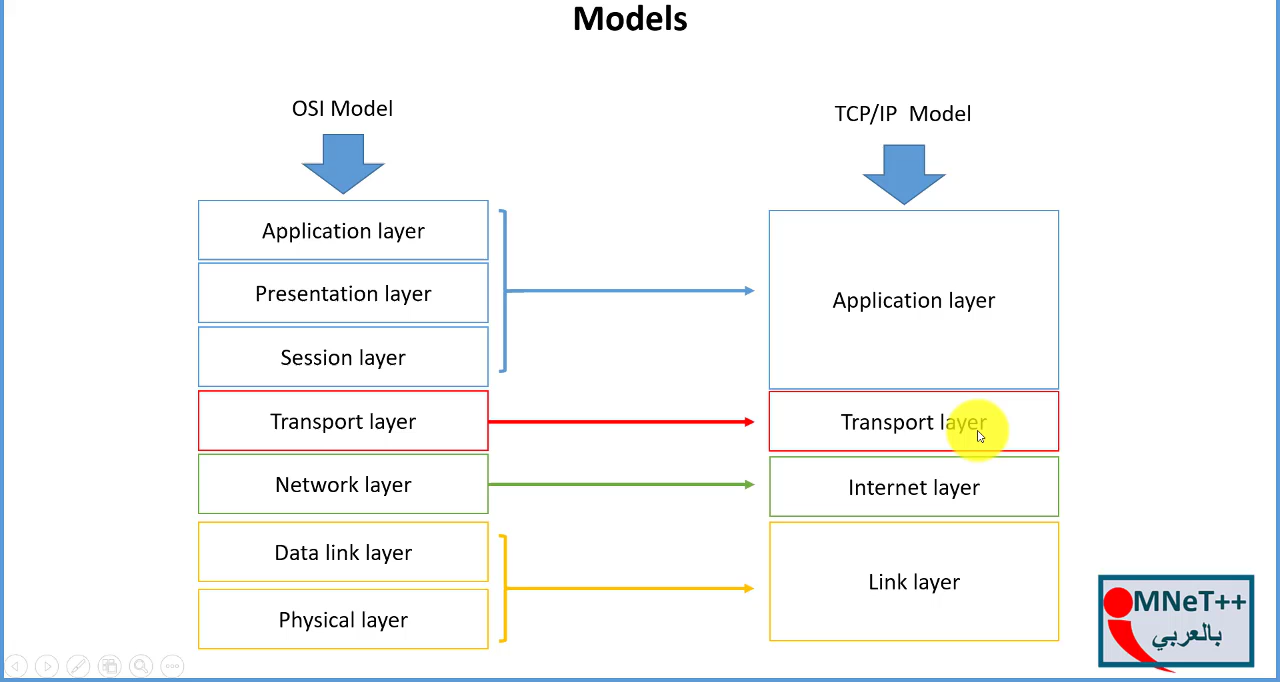 Models
OSI Model
Application layer
Presentation layer
Session layer
Transport layer
Network layer
Data link layer
Physical layer
TCP/IP  Model
Application layer
Transport layer
Internet layer
Link layer
OMNeT++
بالعربي